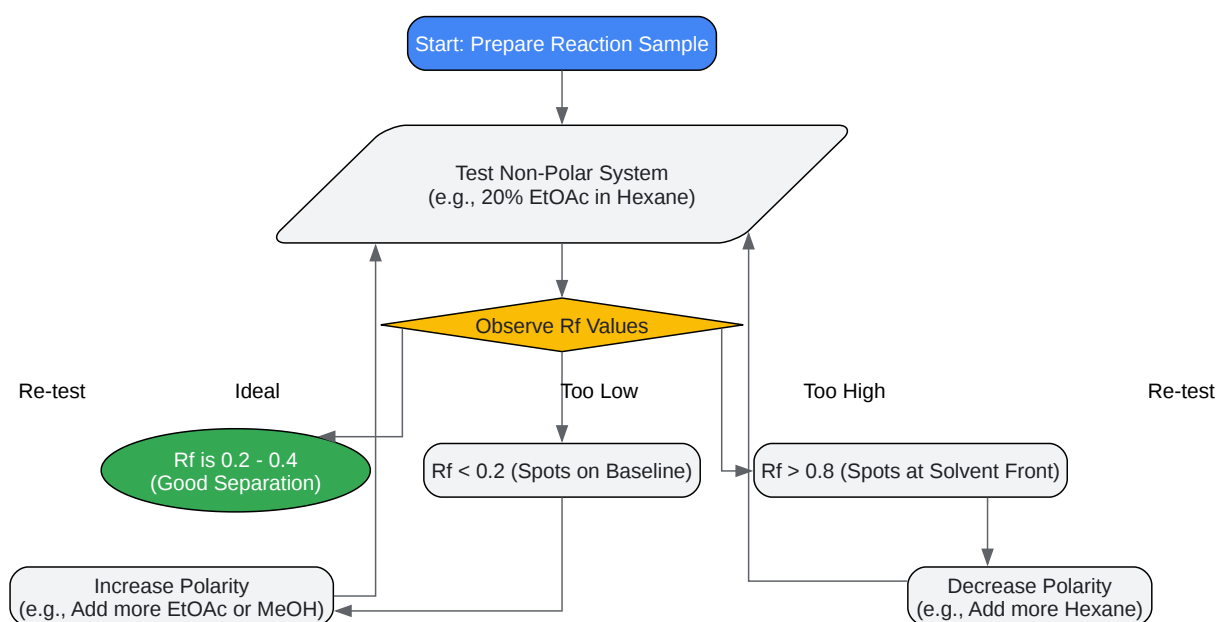 Start: Prepare Reaction Sample
Test Non-Polar System
(e.g., 20% EtOAc in Hexane)
Observe Rf Values
Re-test
Ideal
Too Low
Too High
Re-test
Rf is 0.2 - 0.4
(Good Separation)
Rf < 0.2 (Spots on Baseline)
Rf > 0.8 (Spots at Solvent Front)
Increase Polarity
(e.g., Add more EtOAc or MeOH)
Decrease Polarity
(e.g., Add more Hexane)